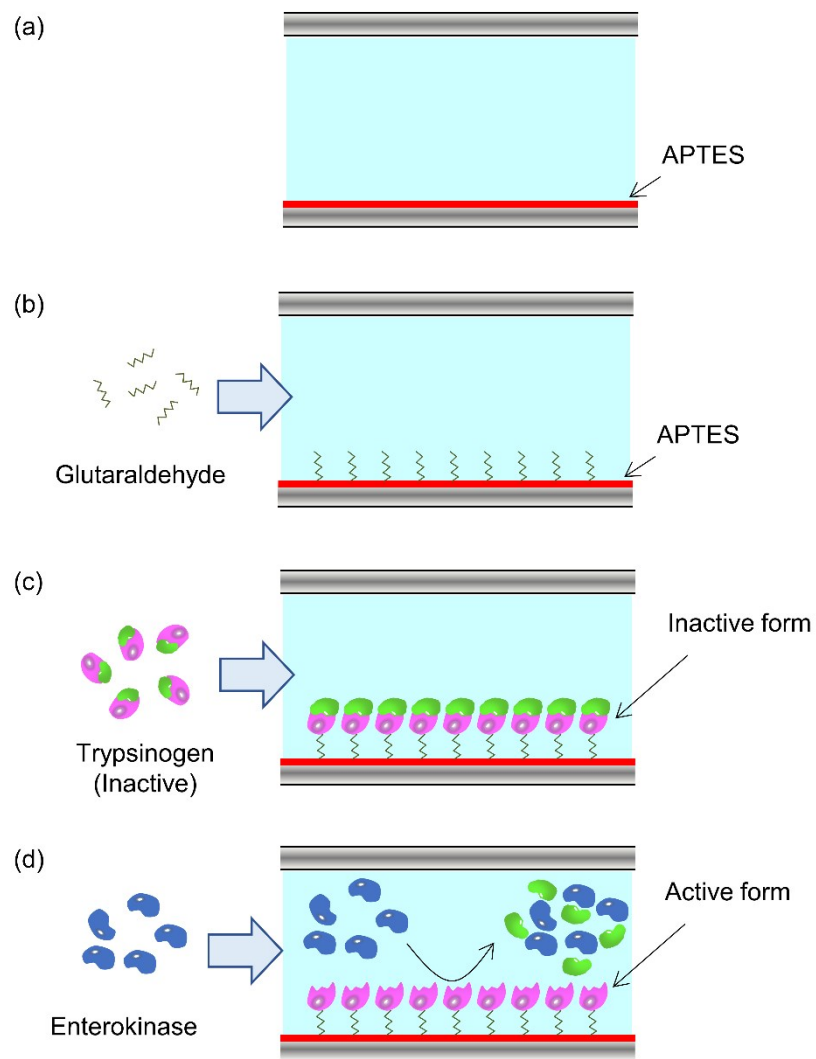 (a)
APTES
(b)
Glutaraldehyde
APTES
(c)
Trypsinogen
(Inactive)
Inactive form
(d)
Enterokinase
Active form